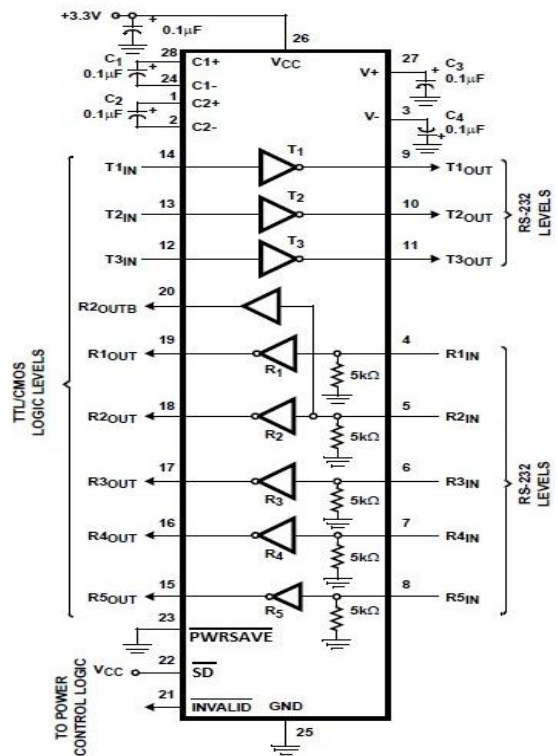 +3.3V
+
0.1μF
26
28
C1+
VCC
27
C1
0.1μF
+
24
C1-
V+
+
C3
0.1μF
1
C2+
C2
0.1μF
+
2
C2-
V-
3
C4
0.1μF
+
T1IN
14
T1
9
T1OUT
T2IN
13
T2
10
T2OUT
T3IN
12
T3
11
T3OUT
RS-232
LEVELS
R2OUTB
20
R1OUT
19
R1
5kΩ
4
R1IN
R2OUT
18
R2
5kΩ
5
R2IN
R3OUT
17
R3
5kΩ
6
R3IN
R4OUT
16
R4
5kΩ
7
R4IN
R5OUT
15
R5
5kΩ
8
R5IN
TTL/CMOS
LOGIC LEVELS
RS-232
LEVELS
23
PWRSAVE
VCC
22
SD
21
INVALID
GND
25
TO POWER
CONTROL LOGIC